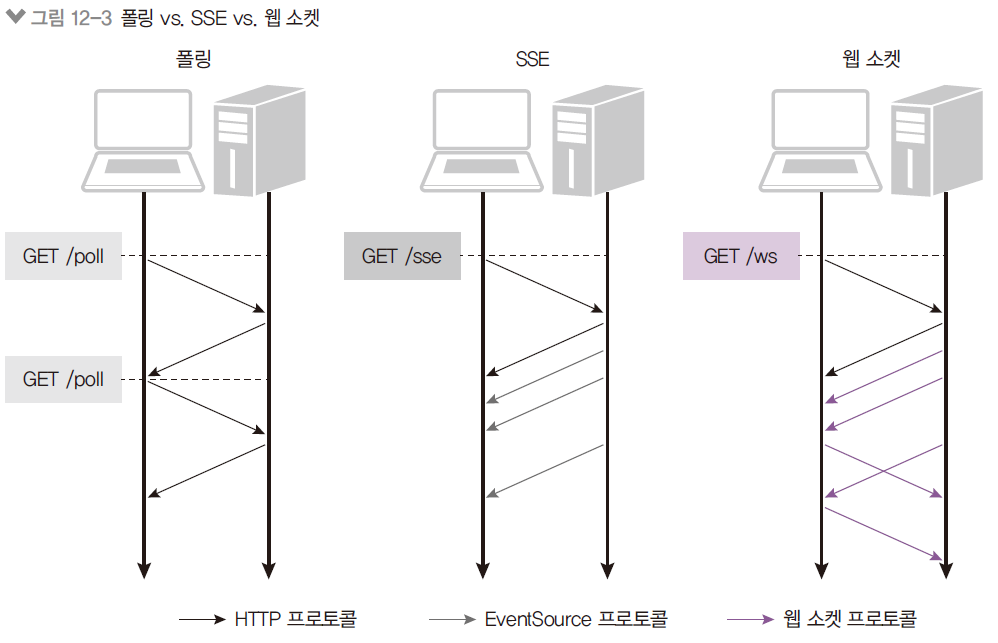 그림 12-3 폴링 vs. SSE vs. 웹 소켓
폴링
SSE
웹 소켓
GET /poll
GET /sse
GET /ws
GET /poll
HTTP 프로토콜
EventSource 프로토콜
웹 소켓 프로토콜